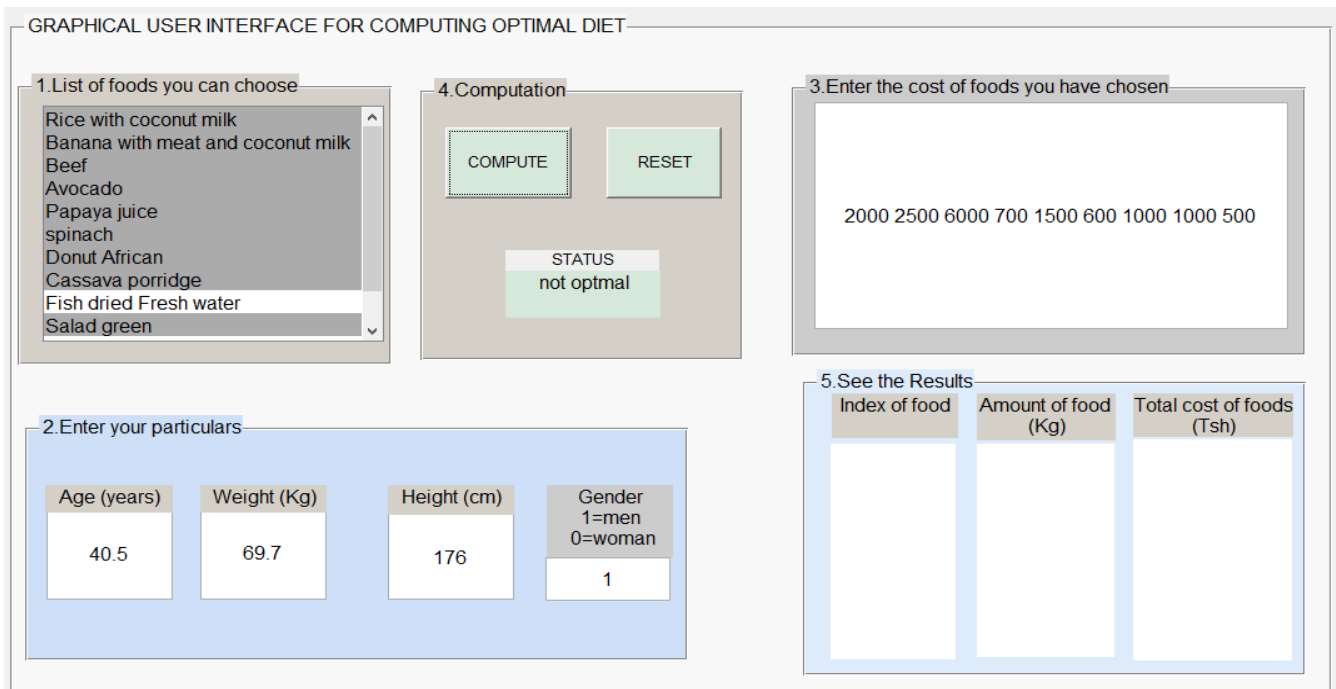 GRAPHICAL USER INTERFACE FOR COMPUTING OPTIMAL DIET
1.List of foods you can choose
Rice with coconut milk
Banana with meat and coconut milk
Beef
Avocado
Papaya juice
spinach
Donut African
Cassava porridge
Fish dried Fresh water
Salad green
4.Computation
COMPUTE
RESET
STATUS
not optmal
3.Enter the cost of foods you have chosen
2000 2500 6000 700 1500 600 1000 1000 500
2.Enter your particulars
Age (years)
40.5
Weight (Kg)
69.7
Height (cm)
176
Gender
1=men
0=woman
1
5.See the Results
Index of food
Amount of food
(Kg)
Total cost of foods
(Tsh)